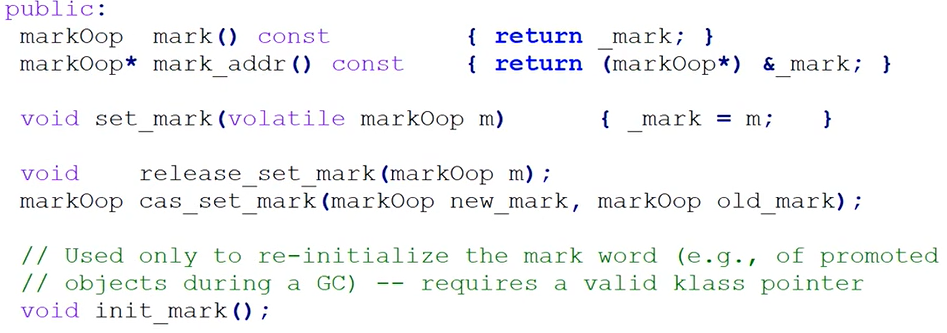 public:
 markOop  mark() const         { return _mark; }
 markOop* mark_addr() const    { return (markOop*) &_mark; }

 void set_mark(volatile markOop m)      { _mark = m;   }

 void    release_set_mark(markOop m);
 markOop cas_set_mark(markOop new_mark, markOop old_mark);

 // Used only to re-initialize the mark word (e.g., of promoted
 // objects during a GC) -- requires a valid klass pointer
 void init_mark();